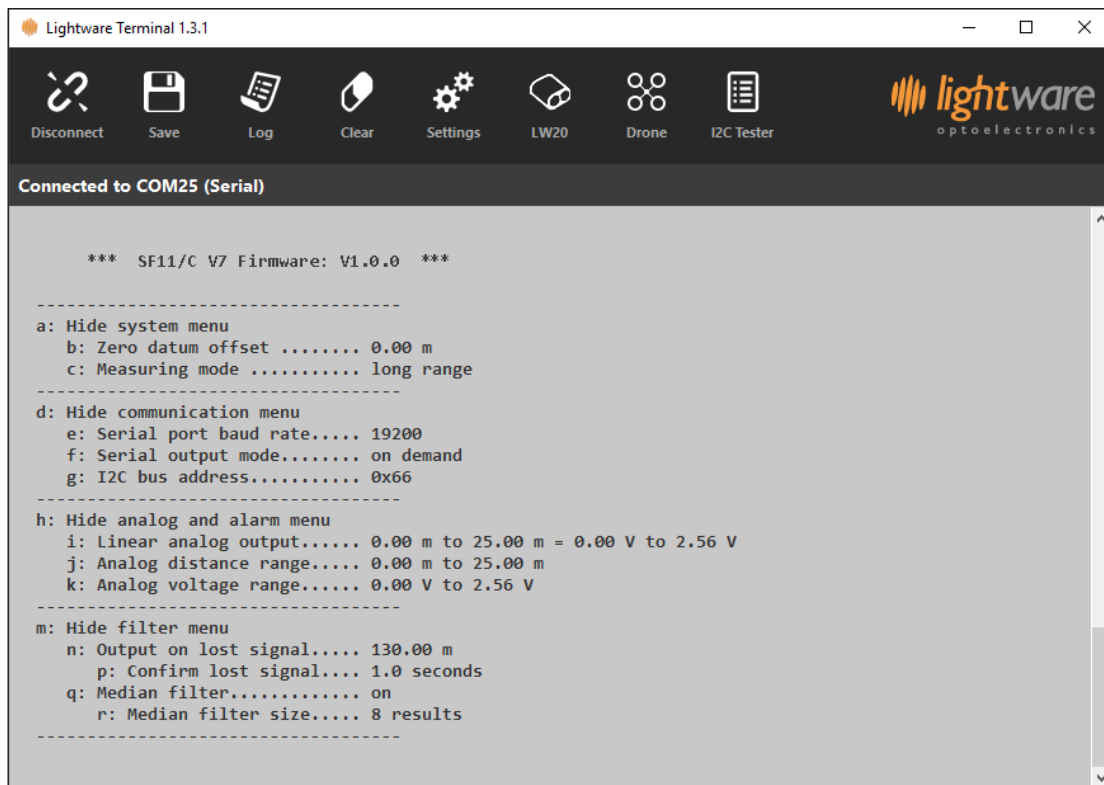 Lightware Terminal 1.3.1
Disconnect Save Log Clear Settings LW20 Drone I2C Tester
lightware
optoelectronics
Connected to COM25 (Serial)
*** SF11/C V7 Firmware: V1.0.0 ***
-----------------------------------
a: Hide system menu
b: Zero datum offset ........ 0.00 m
c: Measuring mode ........... long range
-----------------------------------
d: Hide communication menu
e: Serial port baud rate..... 19200
f: Serial output mode........ on demand
g: I2C bus address........... 0x66
-----------------------------------
h: Hide analog and alarm menu
i: Linear analog output...... 0.00 m to 25.00 m = 0.00 V to 2.56 V
j: Analog distance range..... 0.00 m to 25.00 m
k: Analog voltage range...... 0.00 V to 2.56 V
-----------------------------------
m: Hide filter menu
n: Output on lost signal..... 130.00 m
p: Confirm lost signal.... 1.0 seconds
q: Median filter............. on
r: Median filter size..... 8 results
-----------------------------------